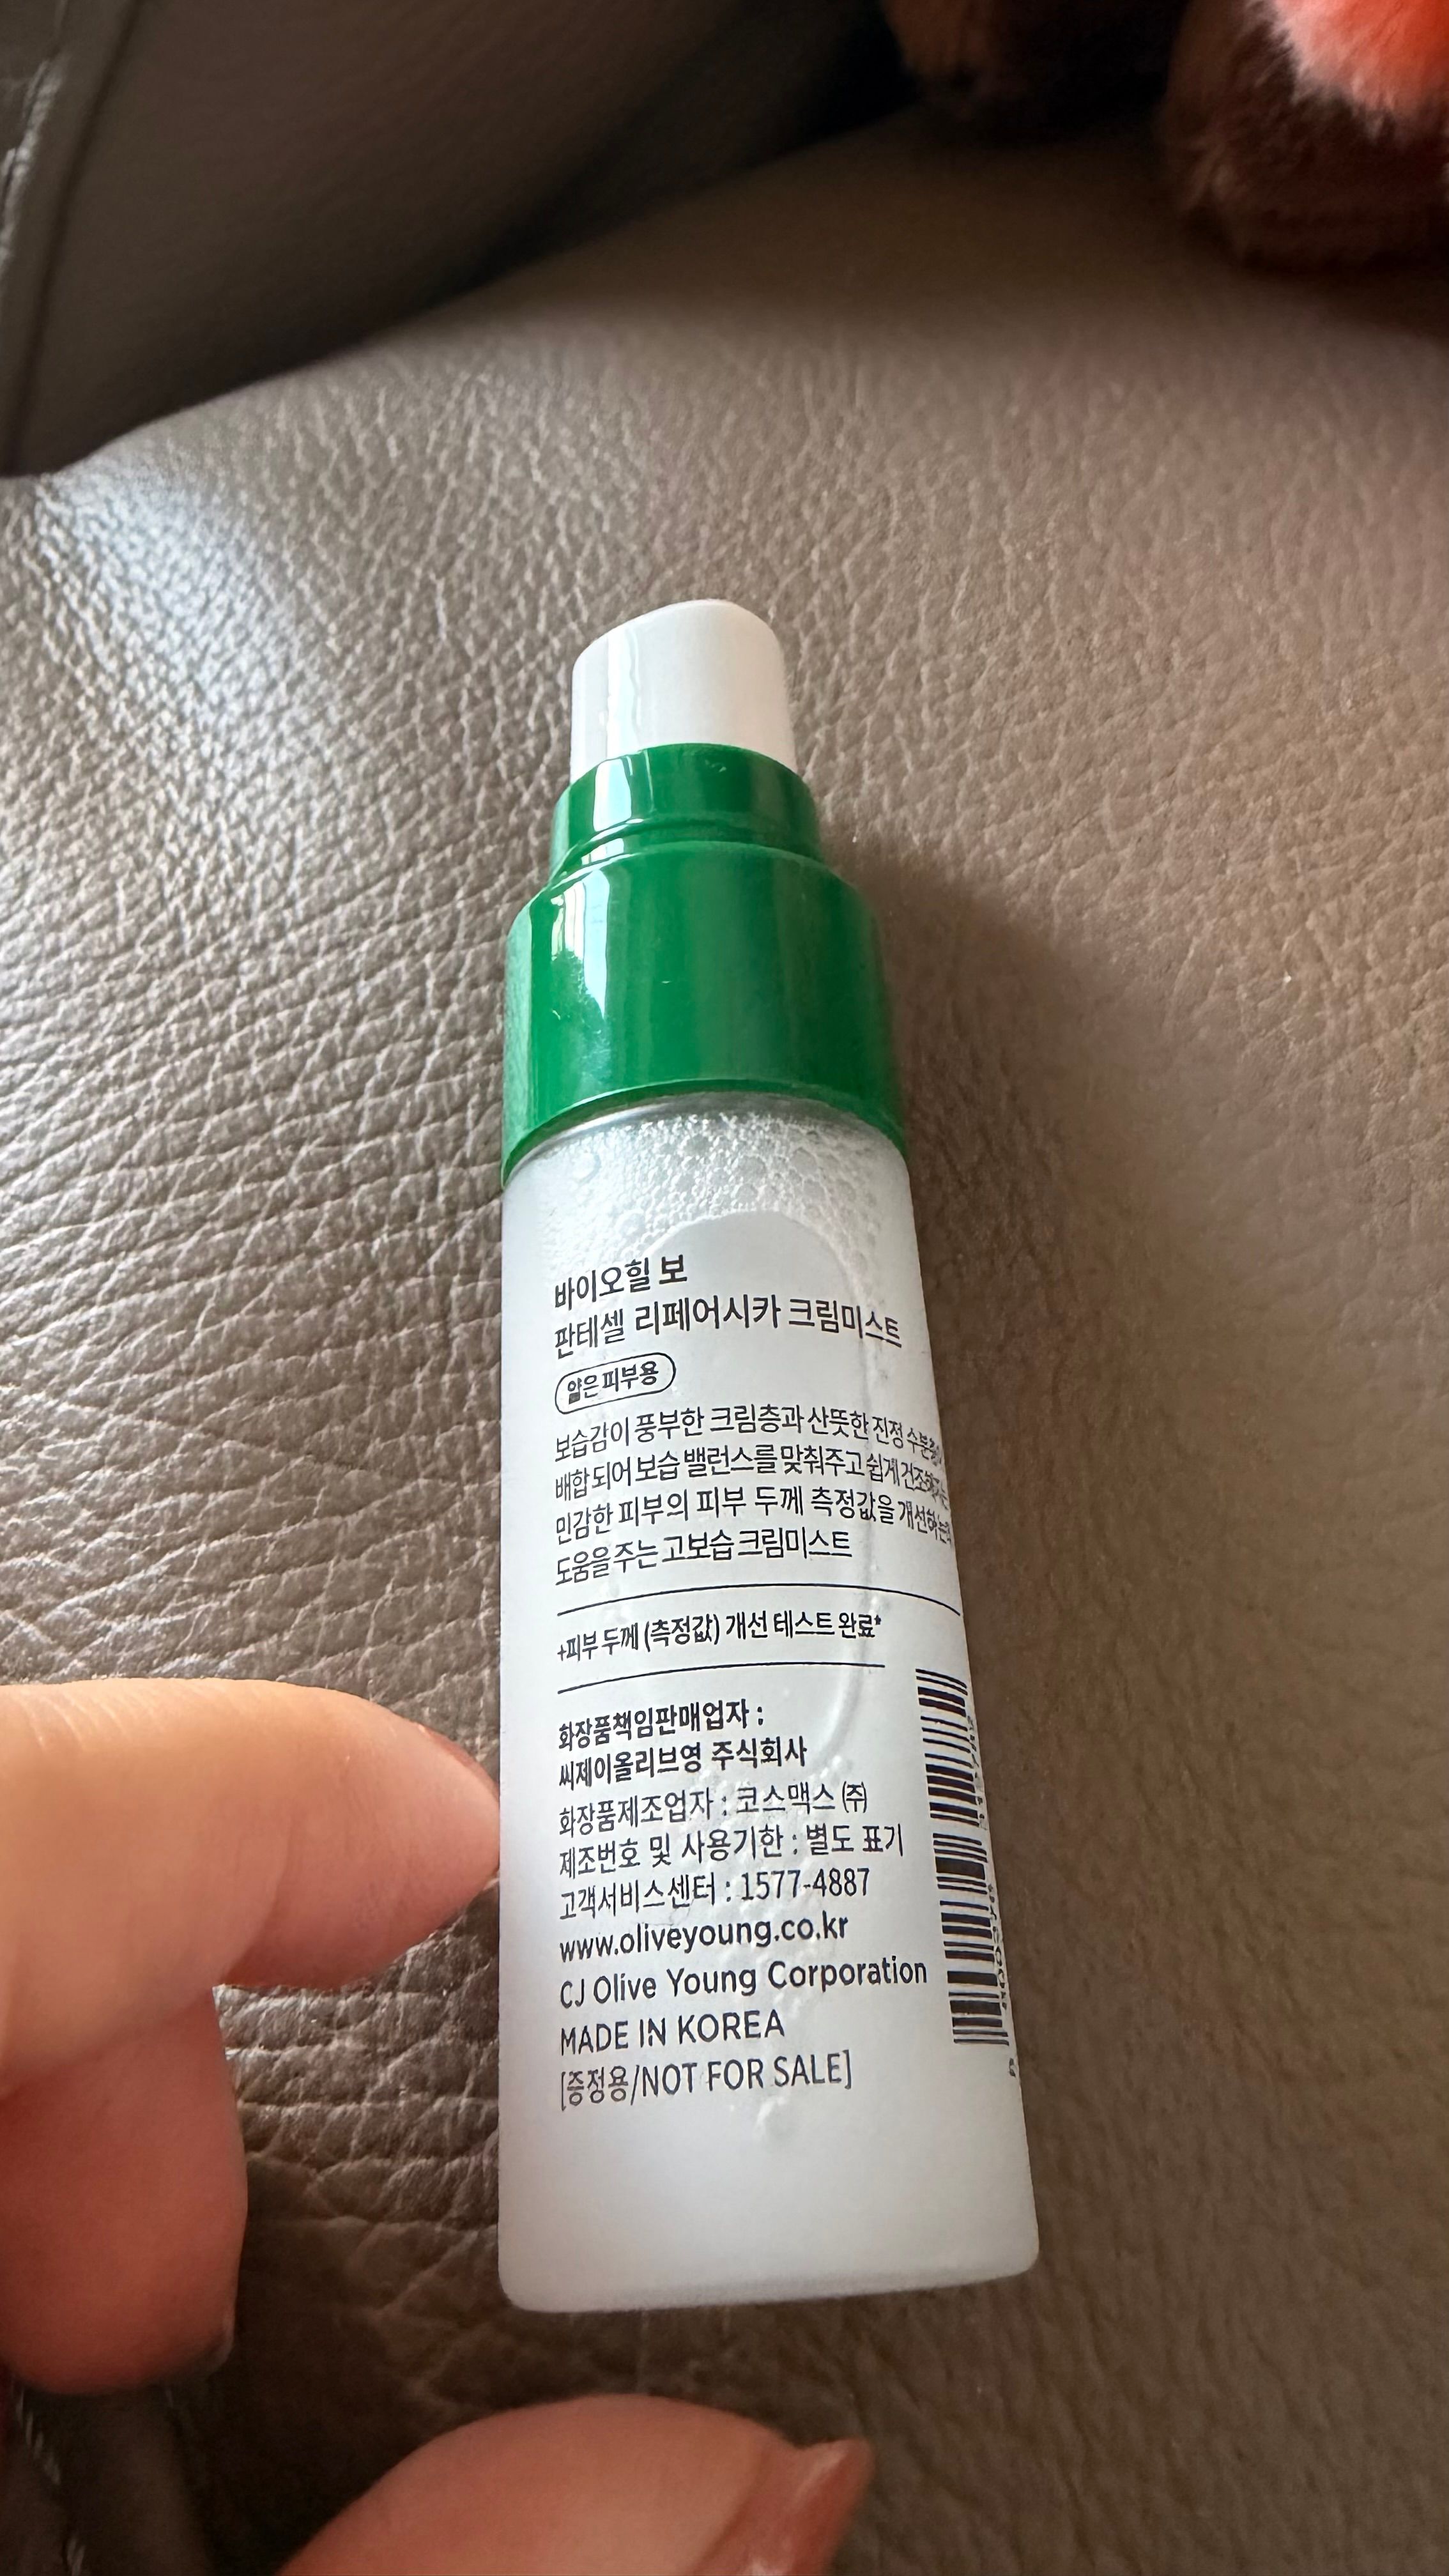 바이오힐 보
판테셀 리페어시카 크림미스트
얇은 피부용
보습감이 풍부한 크림층과 산뜻한 진정
배합되어 보습 밸런스를 맞춰주고 쉽게 건조해지는
민감한 피부의 피부 두께 측정값을 개선하는데
도움을 주는 고보습 크림미스트
+피부 두께 (측정값) 개선 테스트 완료*
화장품책임판매업자 :
씨제이올리브영 주식회사
화장품제조업자 : 코스맥스 ㈜
제조번호 및 사용기한 : 별도 표기
고객서비스센터 : 1577-4887
www.oliveyoung.co.kr
CJ Olive Young Corporation
MADE IN KOREA
[증정용/NOT FOR SALE]